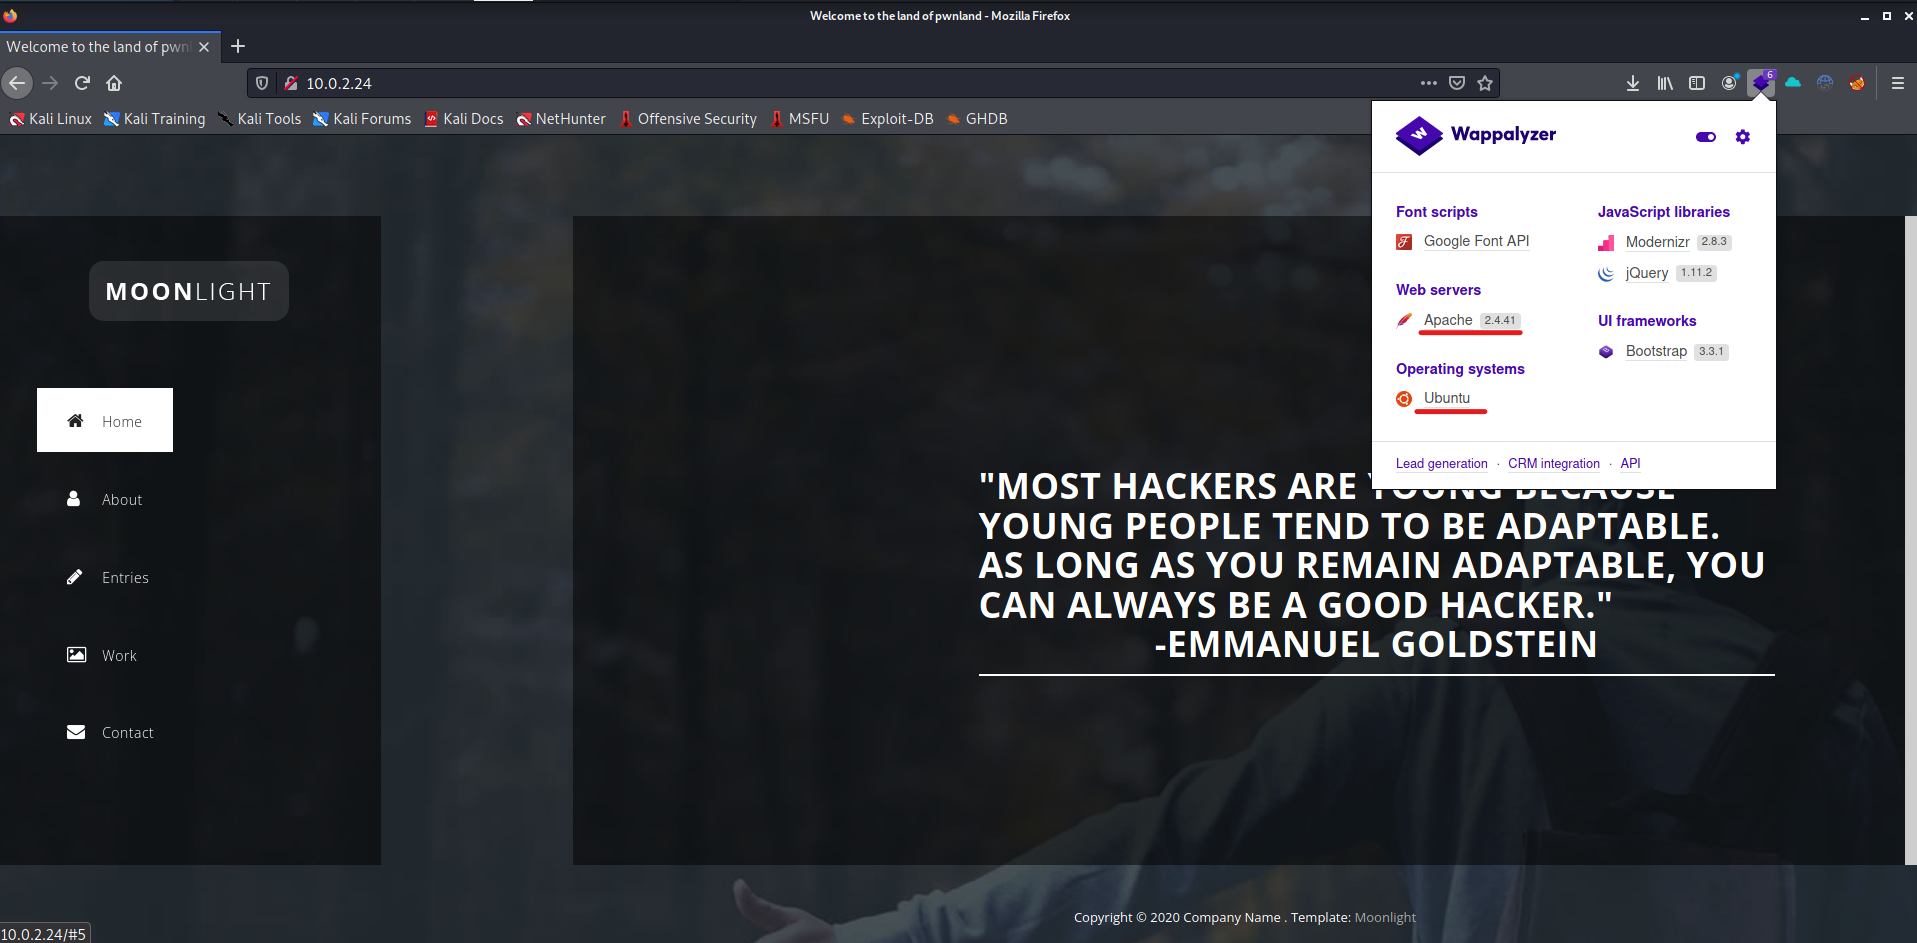 Welcome to the land of pwnland - Mozilla Firefox
Welcome to the land of pwn
10.0.2.24
6
Kali Linux Kali Training Kali Tools Kali Forums Kali Docs NetHunter Offensive Security MSFU Exploit-DB GHDB
Wappalyzer
Font scripts
Google Font API
Web servers
Apache 2.4.41
Operating systems
Ubuntu
JavaScript libraries
Modernizr 2.8.3
jQuery 1.11.2
UI frameworks
Bootstrap 3.3.1
Lead generation · CRM integration · API
MOONLIGHT
Home
About
Entries
Work
Contact
"MOST HACKERS ARE YOUNG BECAUSE
YOUNG PEOPLE TEND TO BE ADAPTABLE.
AS LONG AS YOU REMAIN ADAPTABLE, YOU
CAN ALWAYS BE A GOOD HACKER."
-EMMANUEL GOLDSTEIN
Copyright © 2020 Company Name . Template: Moonlight
10.0.2.24/#5